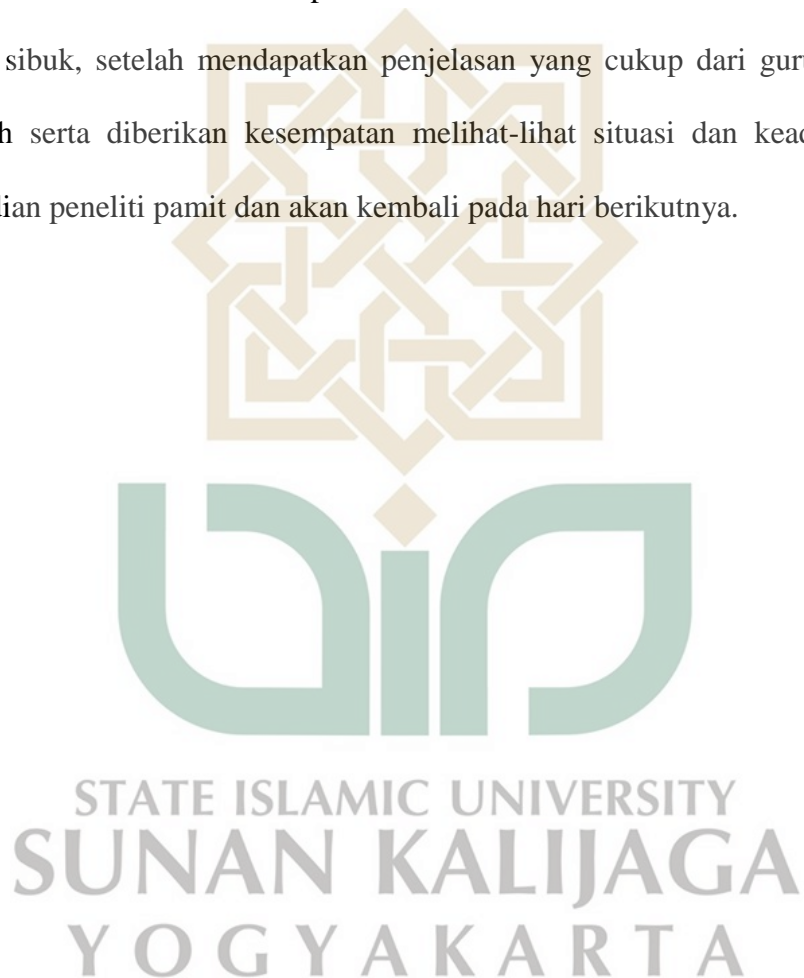 sibuk, setelah mendapatkan penjelasan yang cukup dari guru
serta diberikan kesempatan melihat-lihat situasi dan
peneliti pamit dan akan kembali pada hari berikutnya.
STATE ISLAMIC UNIVERSITY
SUNAN KALIJAGA
YOGYAKARTA